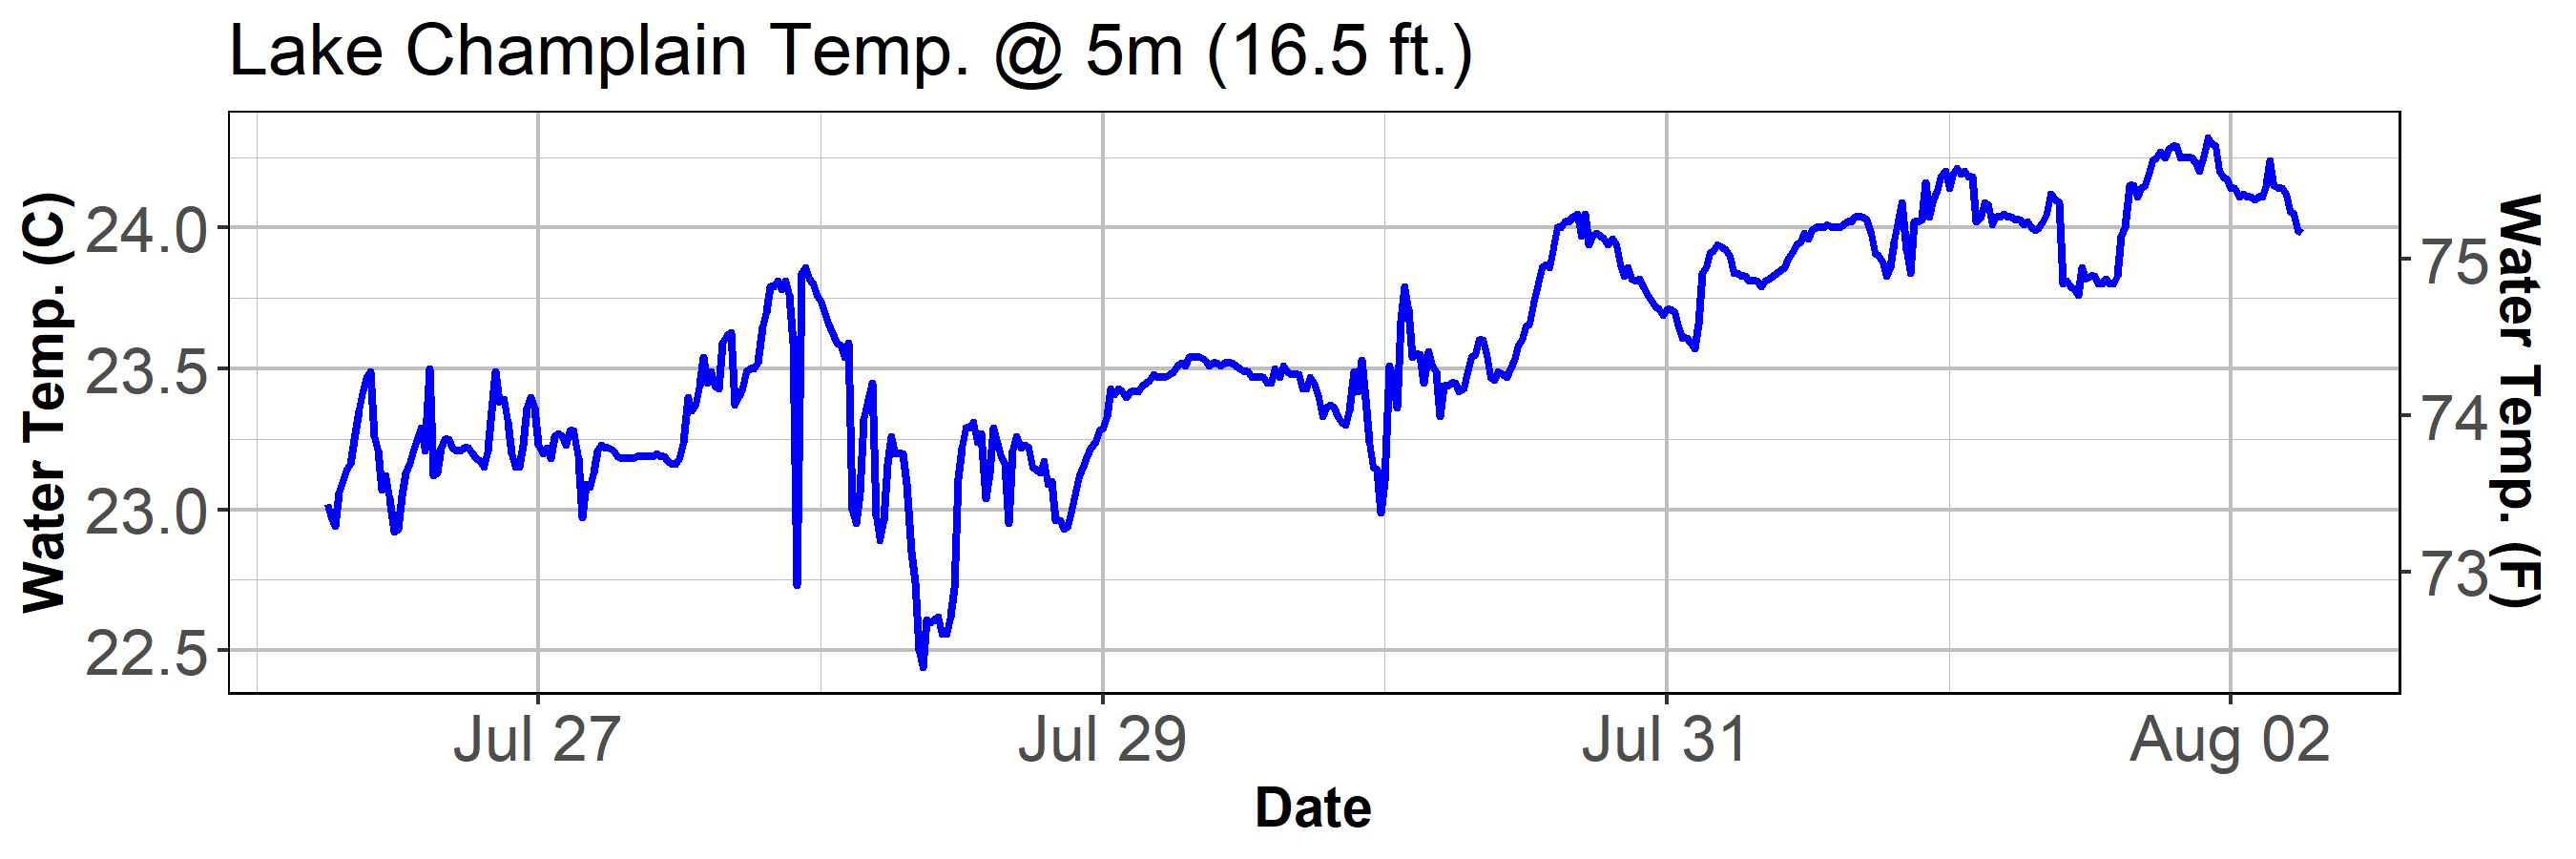 Lake Champlain Temp. @ 5m (16.5 ft.)
Water Temp. (C)
24.0
23.5
23.0
22.5
75
74
73
Water Temp. (F)
Jul 27
Jul 29
Jul 31
Aug 02
Date